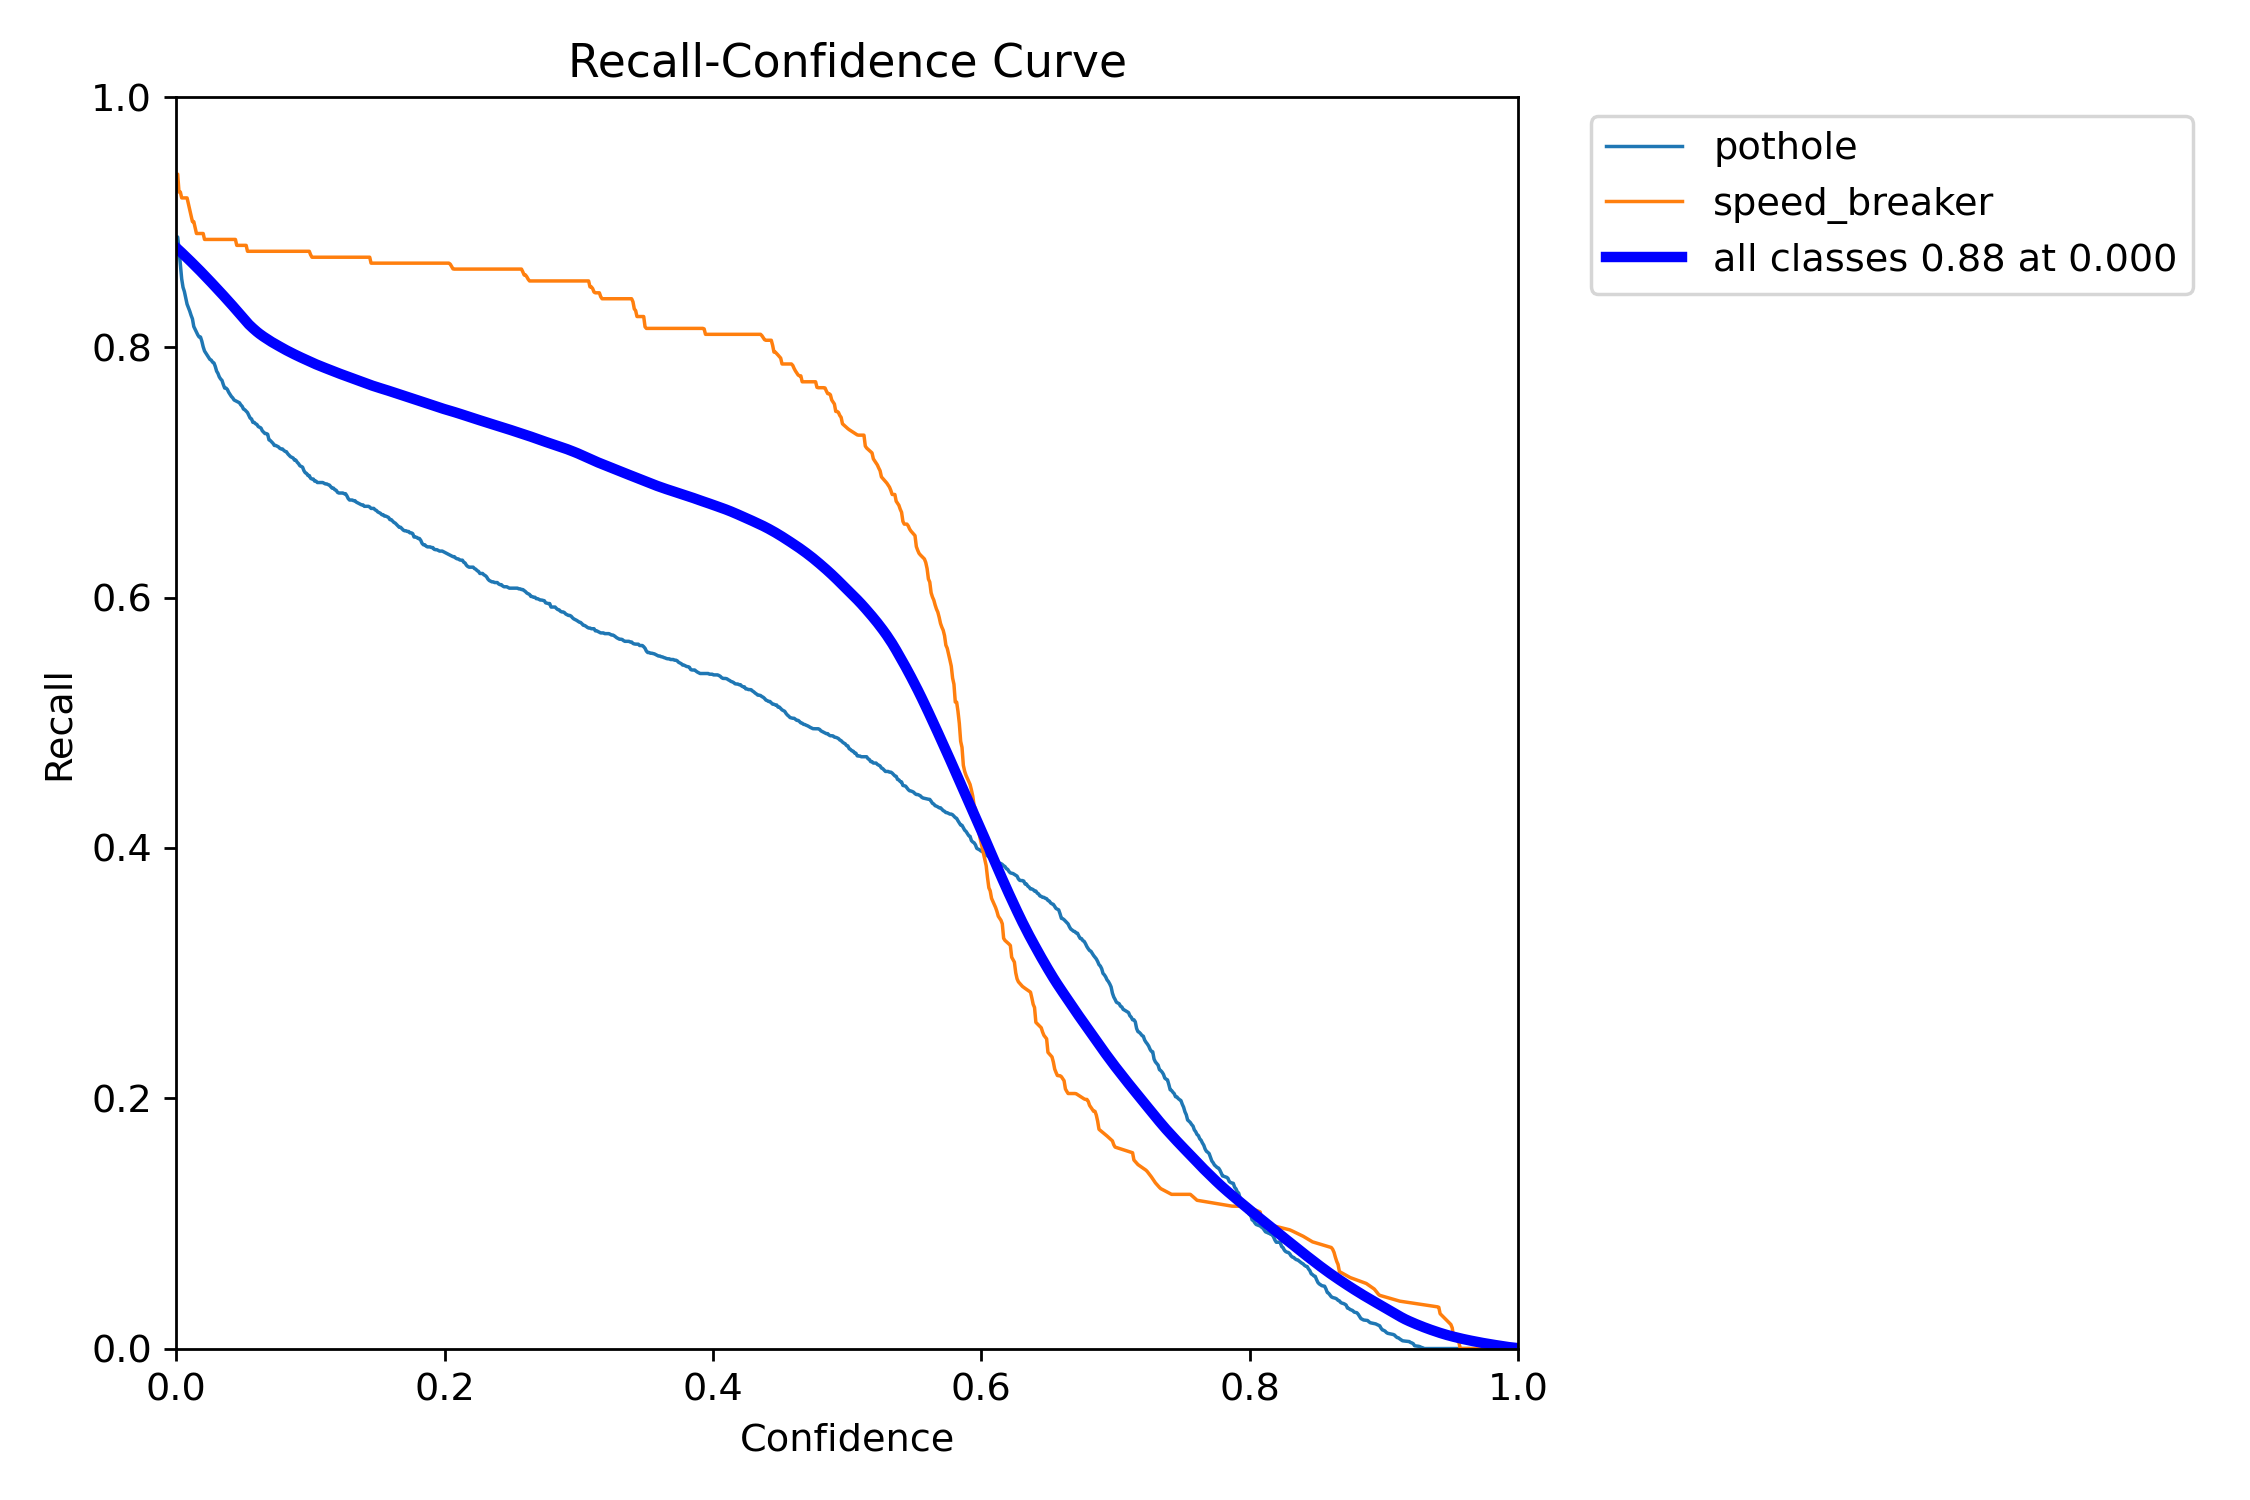 Recall-Confidence Curve
1.0
0.8
0.6
0.4
0.2
0.0
Recall
0.0 0.2 0.4 0.6 0.8 1.0
Confidence
pothole
speed_breaker
all classes 0.88 at 0.000